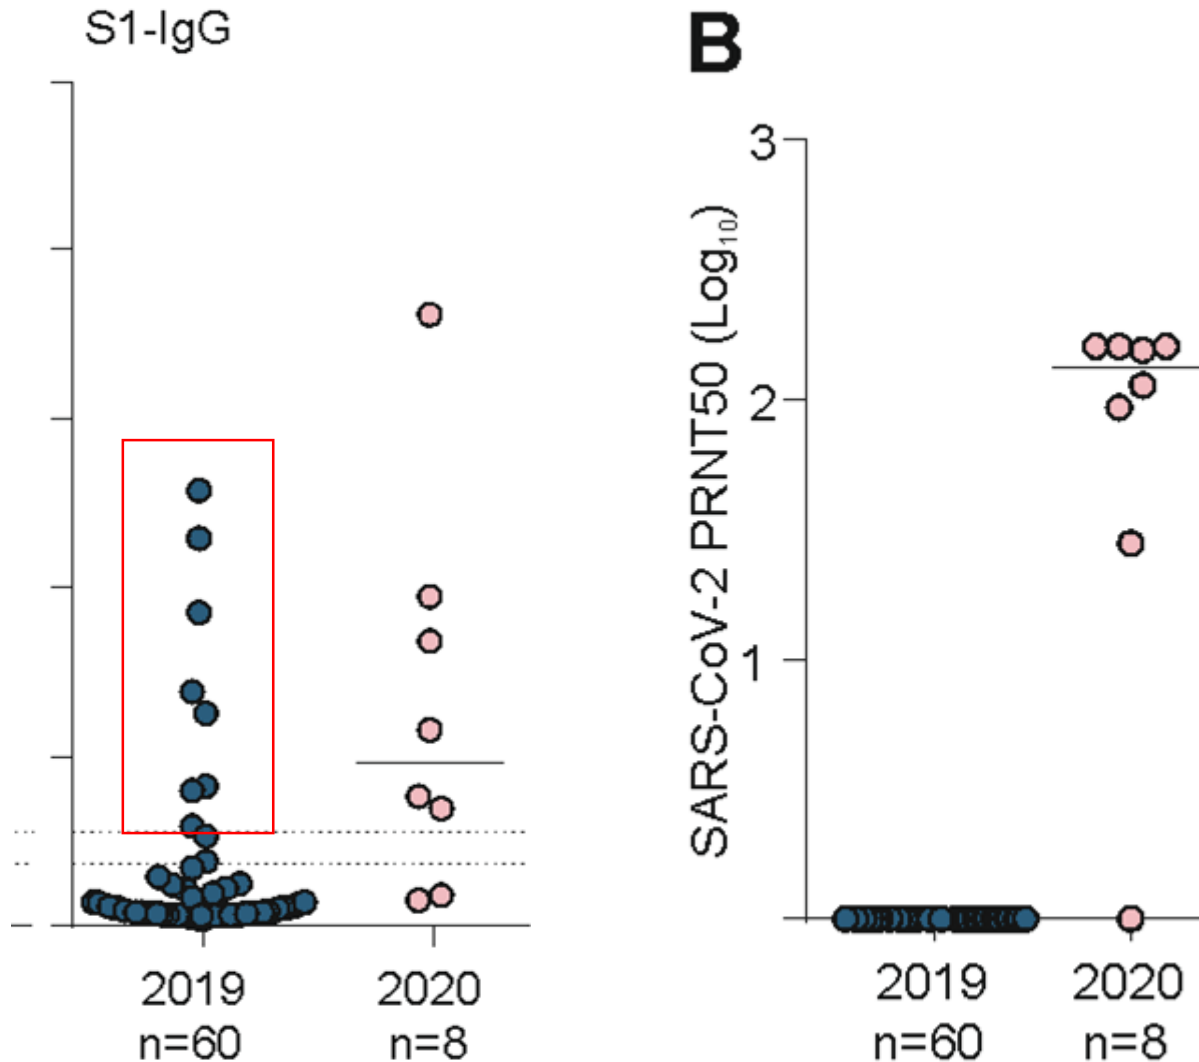 S1-IgG
2019
n=60
2020
n=8
B
SARS-CoV-2 PRNT50 (Log₁₀)
3
2
1
2019
n=60
2020
n=8